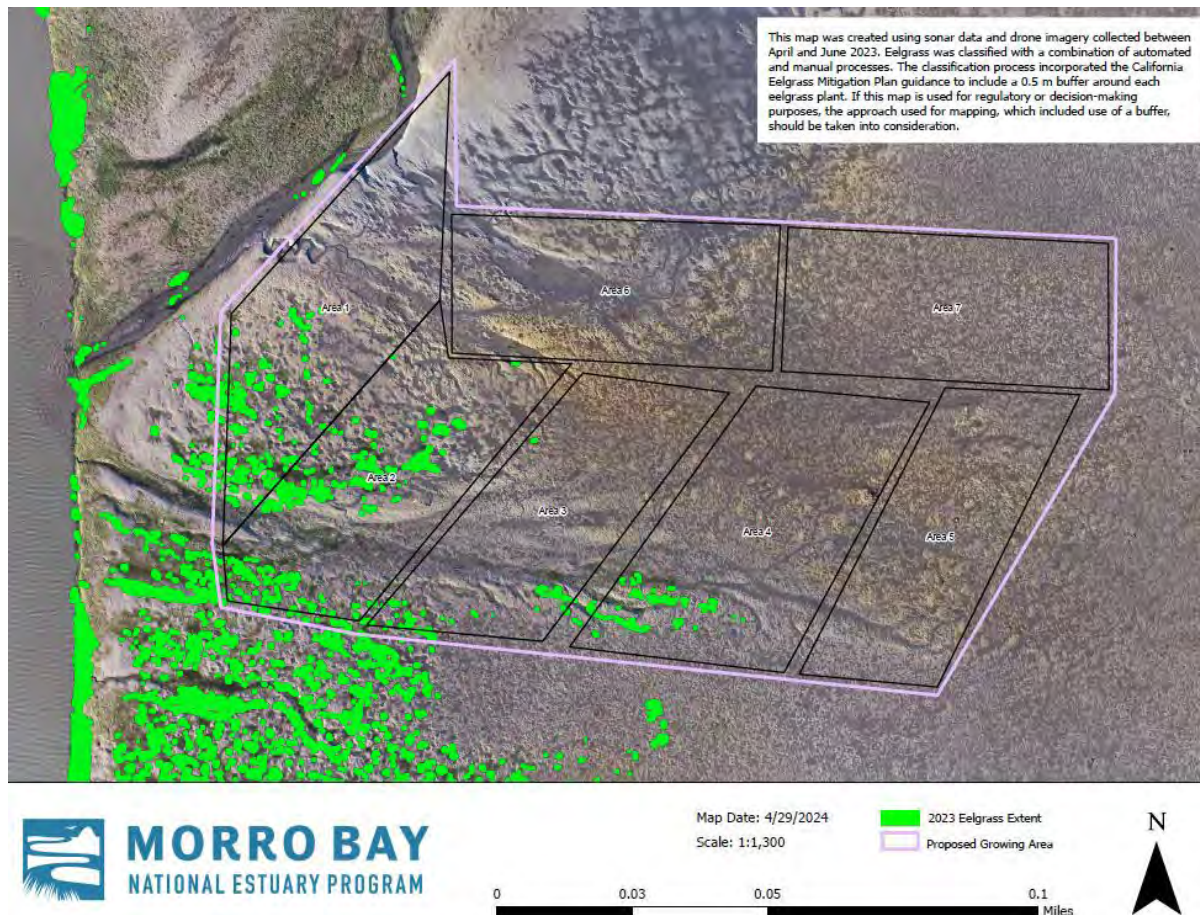 This map was created using sonar data and drone imagery collected between
April and June 2023. Eelgrass was classified with a combination of automated
and manual processes. The classification process incorporated the California
Eelgrass Mitigation Plan guidance to include a 0.5 m buffer around each
eelgrass plant. If this map is used for regulatory or decision-making
purposes, the approach used for mapping, which included use of a buffer,
should be taken into consideration.
Area 6
Area 1
Area 7
Area 2
Area 3
Area 4
Area 5
MORRO BAY
NATIONAL ESTUARY PROGRAM
Map Date: 4/29/2024
Scale: 1:1,300
2023 Eelgrass Extent
Proposed Growing Area
N
0 0.03 0.05 0.1
Miles